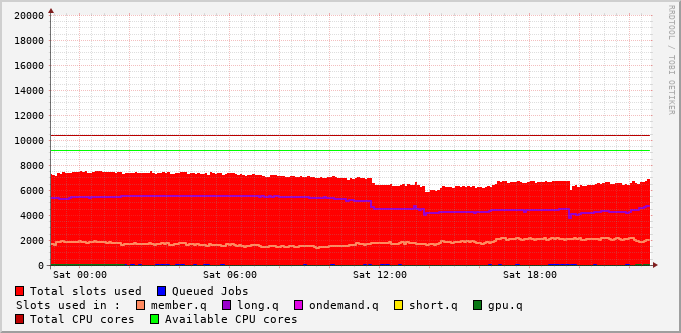 20000
18000
16000
14000
12000
10000
8000
6000
4000
2000
0
Sat 00:00 Sat 06:00 Sat 12:00 Sat 18:00
RRDTOOL / TOBI OETIKER
Total slots used Queued Jobs
Slots used in : member.q long.q ondemand.q short.q gpu.q
Total CPU cores Available CPU cores